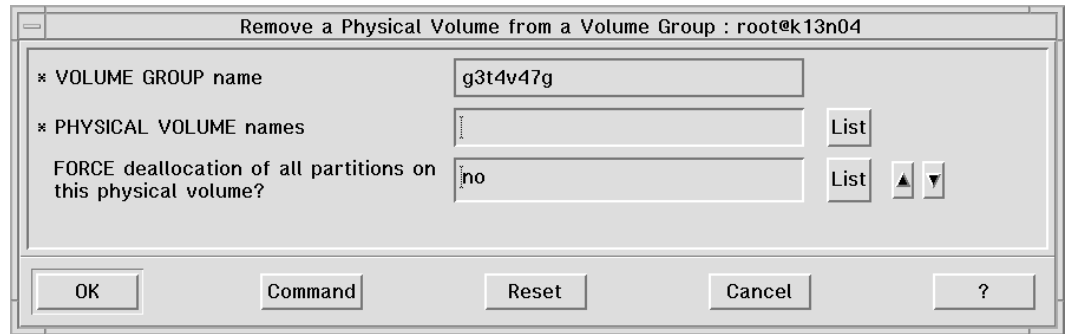 Remove a Physical Volume from a Volume Group : root@k13n04
* VOLUME GROUP name g3t4v47g
* PHYSICAL VOLUME names List
FORCE deallocation of all partitions on
this physical volume? no List
OK Command Reset Cancel ?